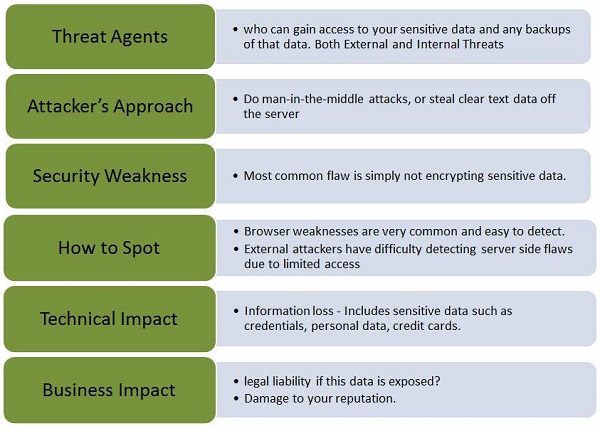 Threat Agents
• who can gain access to your sensitive data and any backups
of that data. Both External and Internal Threats
Attacker's Approach
• Do man-in-the-middle attacks, or steal clear text data off
the server
Security Weakness
• Most common flaw is simply not encrypting sensitive data.
How to Spot
• Browser weaknesses are very common and easy to detect.
• External attackers have difficulty detecting server side flaws
due to limited access
Technical Impact
• Information loss - Includes sensitive data such as
credentials, personal data, credit cards.
Business Impact
• legal liability if this data is exposed?
• Damage to your reputation.